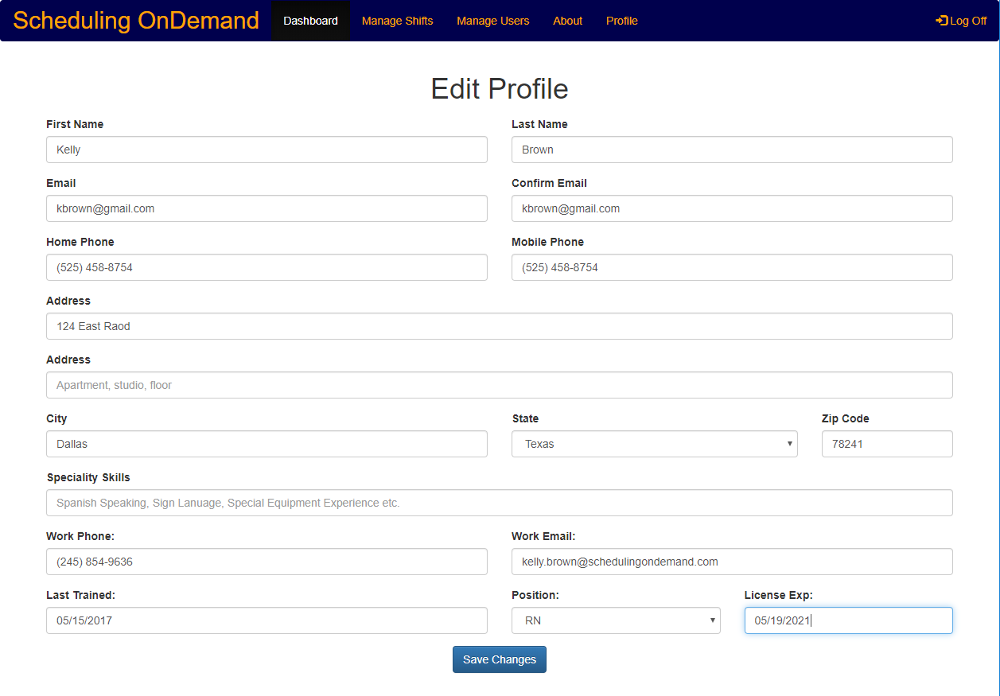 Scheduling OnDemand Dashboard Manage Shifts Manage Users About Profile Log Off
Edit Profile
First Name Last Name
Kelly Brown
Email Confirm Email
kbrown@gmail.com kbrown@gmail.com
Home Phone Mobile Phone
(525) 458-8754 (525) 458-8754
Address
124 East Raod
Address
Apartment, studio, floor
City State Zip Code
Dallas Texas 78241
Speciality Skills
Spanish Speaking, Sign Lanuage, Special Equipment Experience etc.
Work Phone: Work Email:
(245) 854-9636 kelly.brown@schedulingondemand.com
Last Trained: Position: License Exp:
05/15/2017 RN 05/19/2021
Save Changes